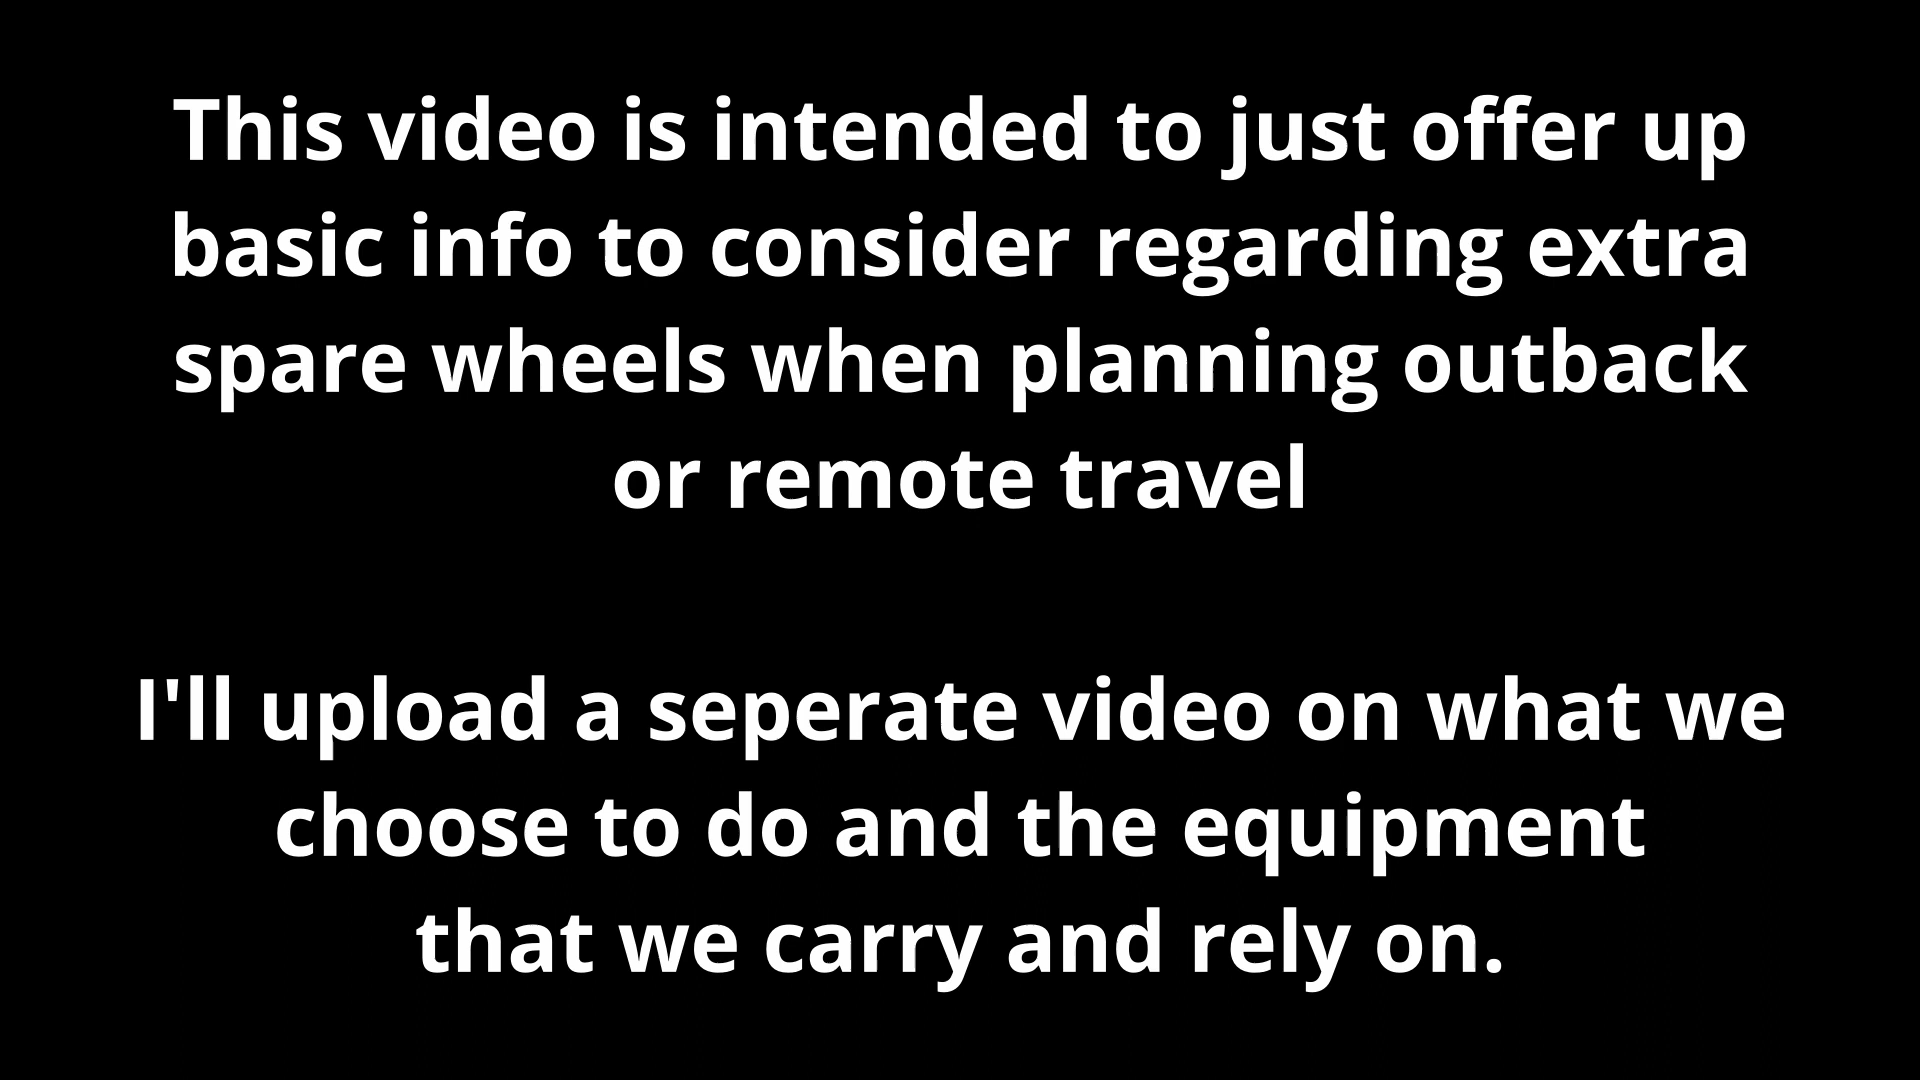 This video is intended to just offer up
basic info to consider regarding extra
spare wheels when planning outback
or remote travel
I'll upload a seperate video on what we
choose to do and the equipment
that we carry and rely on.